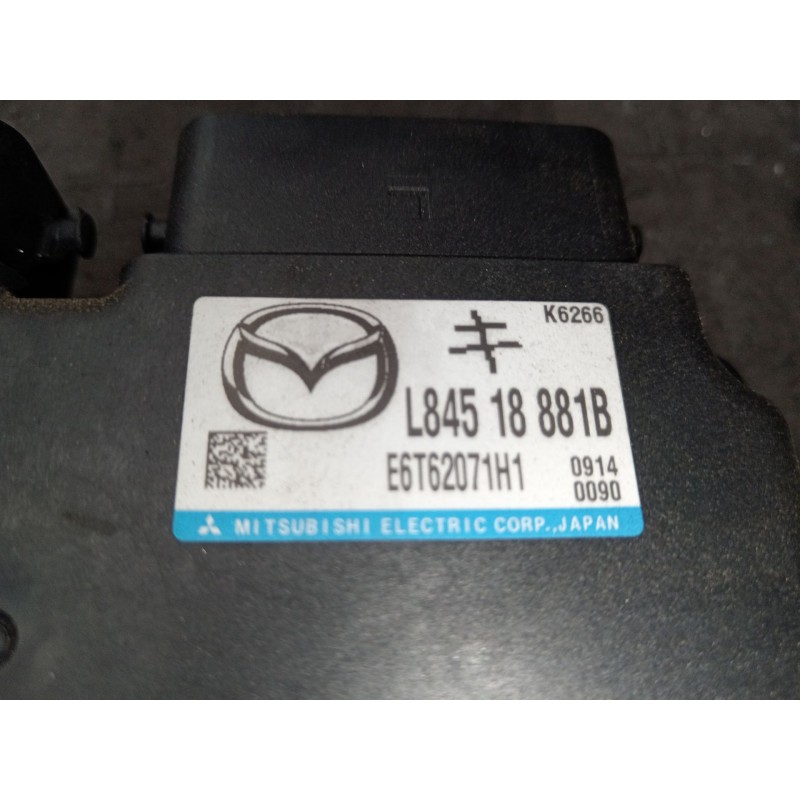 K6266
L845 18 881B
E6T62071H1 0914
0090
MITSUBISHI ELECTRIC CORP.,JAPAN